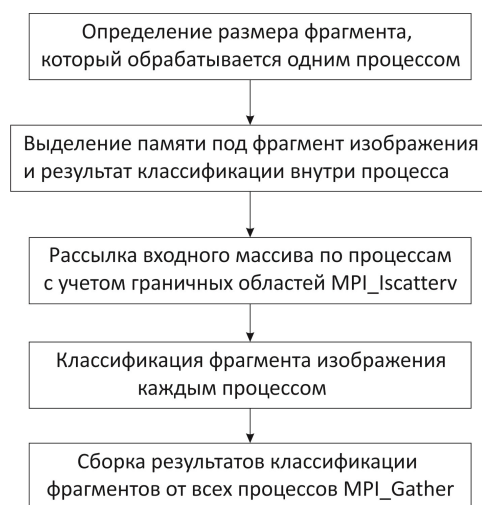 Определение размера фрагмента,
который обрабатывается одним процессом
Выделение памяти под фрагмент изображения
и результат классификации внутри процесса
Рассылка входного массива по процессам
с учетом граничных областей MPI_Iscatterv
Классификация фрагмента изображения
каждым процессом
Сборка результатов классификации
фрагментов от всех процессов MPI_Gather